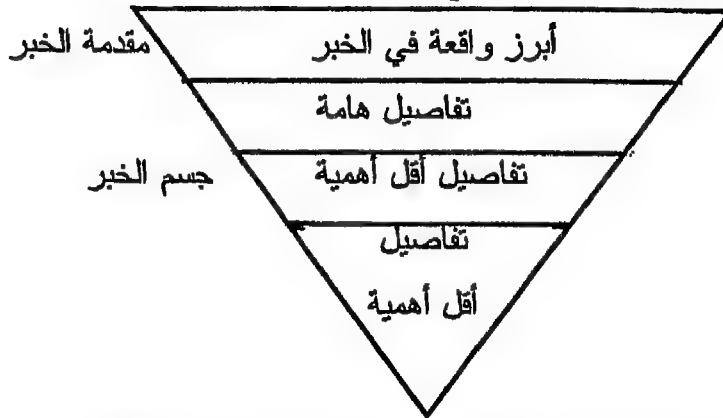 مقدمة الخبر
أبرز واقعة في الخبر
تفاصيل هامة
جسم الخبر
تفاصيل أقل أهمية
تفاصيل
أقل أهمية